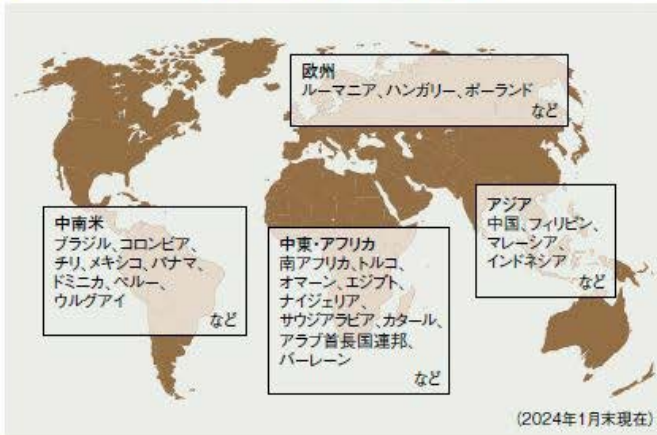 欧州
ルーマニア、ハンガリー、ポーランド
など
中南米
ブラジル、コロンビア、
チリ、メキシコ、パナマ、
ドミニカ、ペルー、
ウルグアイ
など
中東・アフリカ
南アフリカ、トルコ、
オマーン、エジプト、
ナイジェリア、
サウジアラビア、カタール、
アラブ首長国連邦、
バーレーン
など
アジア
中国、フィリピン、
マレーシア、
インドネシア
など
(2024年1月末現在)